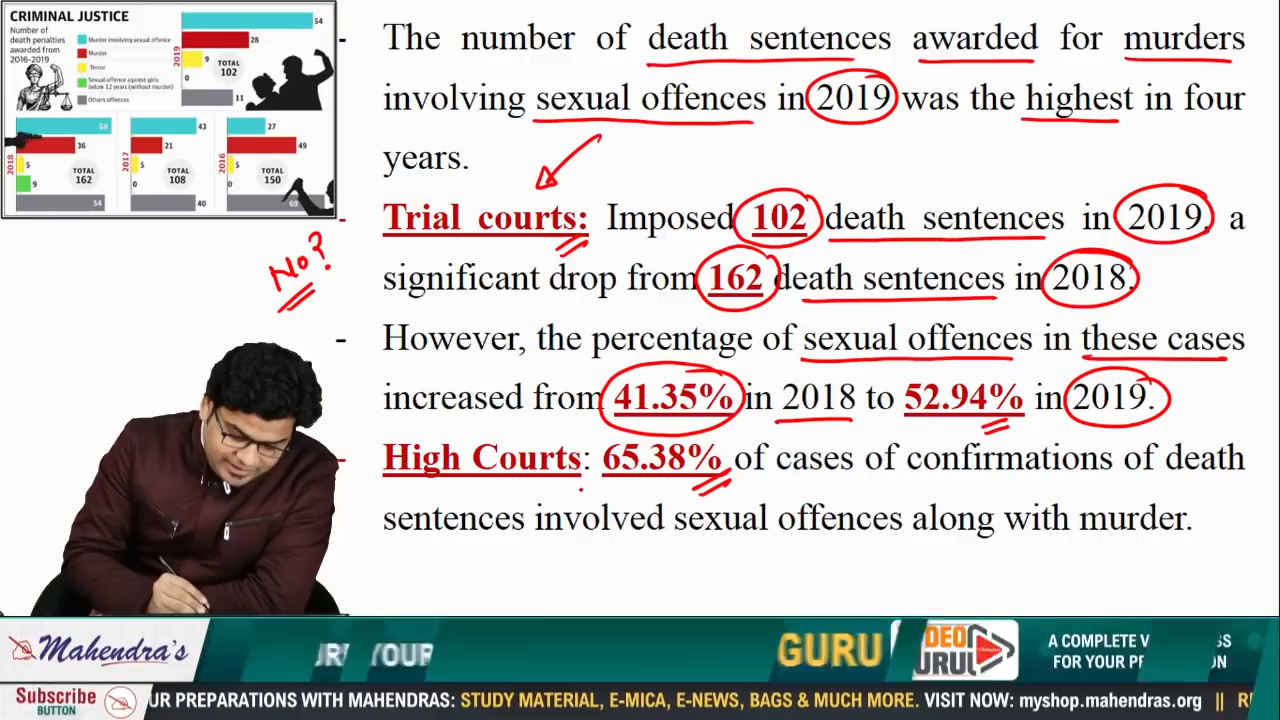 CRIMINAL JUSTICE
Number of
death penalties
awarded from
2016-2019
Murder involving sexual offence
Murder
Terror
Sexual offence against girls
below 12 years (without murder)
Others offences
2019
54
28
9
0
11
TOTAL
102
2018
58
36
5
9
54
TOTAL
162
2017
43
21
5
0
40
TOTAL
108
2016
27
49
5
0
69
TOTAL
150
- The number of death sentences awarded for murders
involving sexual offences in 2019 was the highest in four
years.
- Trial courts: Imposed 102 death sentences in 2019, a
significant drop from 162 death sentences in 2018.
- However, the percentage of sexual offences in these cases
increased from 41.35% in 2018 to 52.94% in 2019.
- High Courts: 65.38% of cases of confirmations of death
sentences involved sexual offences along with murder.
No?
Mahendra's
YOUR
GURU
DEO
URUL
A COMPLETE V SS
FOR YOUR PR ON
Subscribe
BUTTON
UR PREPARATIONS WITH MAHENDRAS: STUDY MATERIAL, E-MICA, E-NEWS, BAGS & MUCH MORE. VISIT NOW: myshop.mahendras.org || R